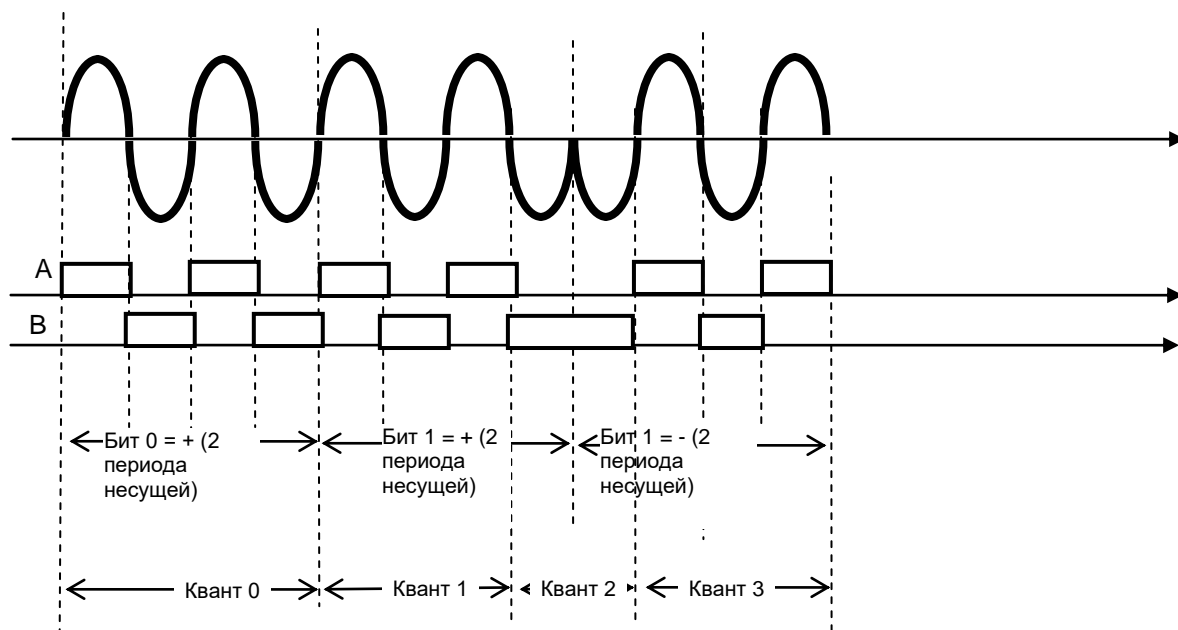 A
B
Бит 0 = + (2
периода
несущей)
Бит 1 = + (2
периода
несущей)
Бит 1 = - (2
периода
несущей)
Квант 0
Квант 1
Квант 2
Квант 3